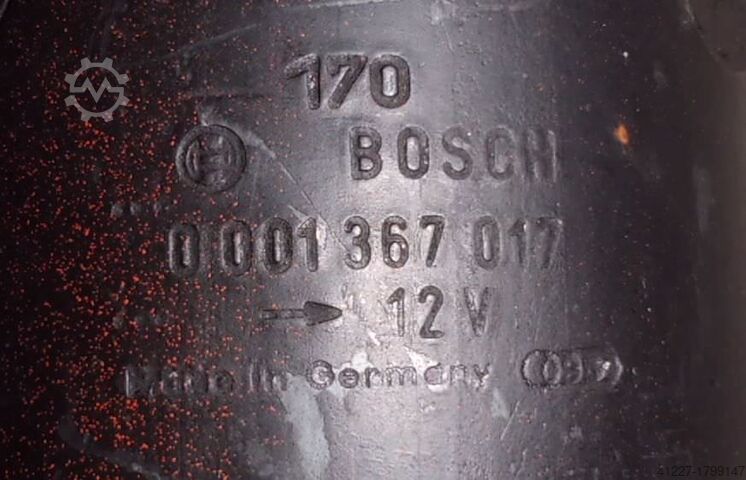 170
BOSCH
0 001 367 017
→ 12 V
Made in Germany
41227-1799147